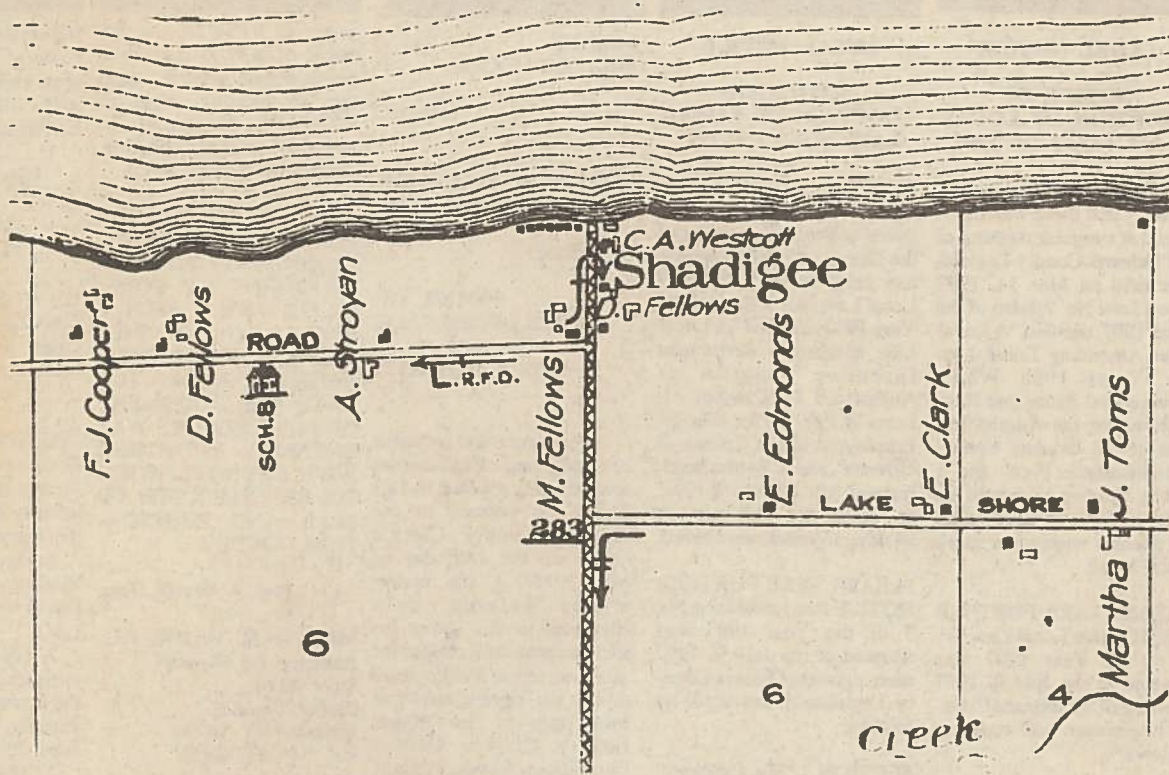 C. A. Westcott
Shadigee
D. Fellows
ROAD
F. J. Cooper
D. Fellows
SCH. 8
A. Stroyan
L. R.F.D.
M. Fellows
E. Edmonds
E. Clark
Martha J. Toms
LAKE
SHORE
283
6
6
4
Creek